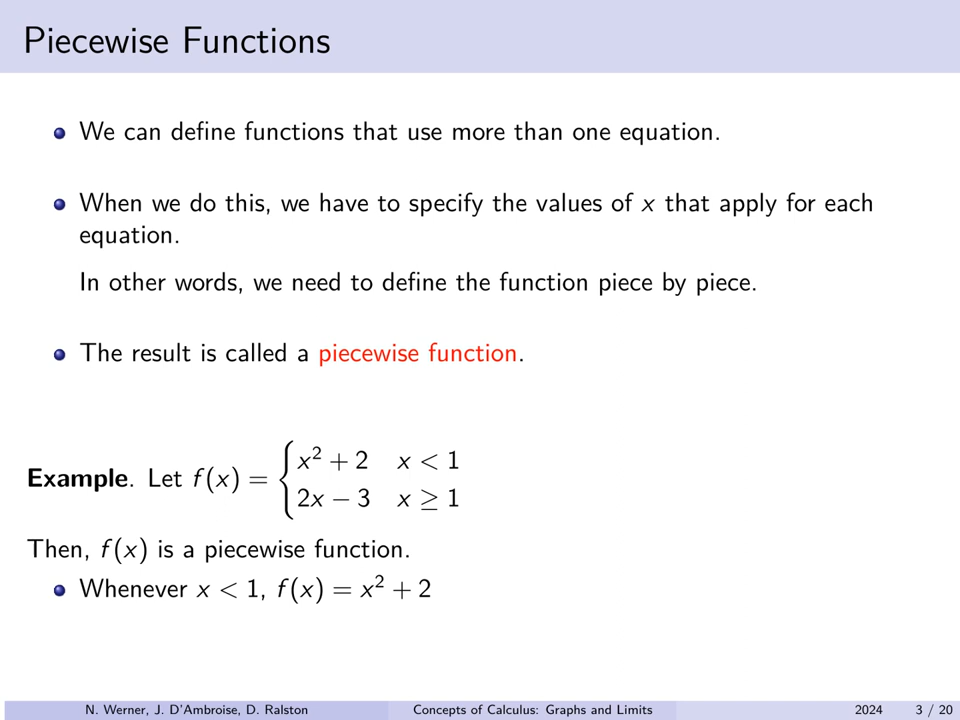 Piecewise Functions
We can define functions that use more than one equation.
When we do this, we have to specify the values of x that apply for each
equation.
In other words, we need to define the function piece by piece.
The result is called a piecewise function.
Example. Let f(x) = { x² + 2   x < 1
2x − 3   x ≥ 1
Then, f(x) is a piecewise function.
Whenever x < 1, f(x) = x² + 2
N. Werner, J. D'Ambroise, D. Ralston   Concepts of Calculus: Graphs and Limits   2024   3 / 20